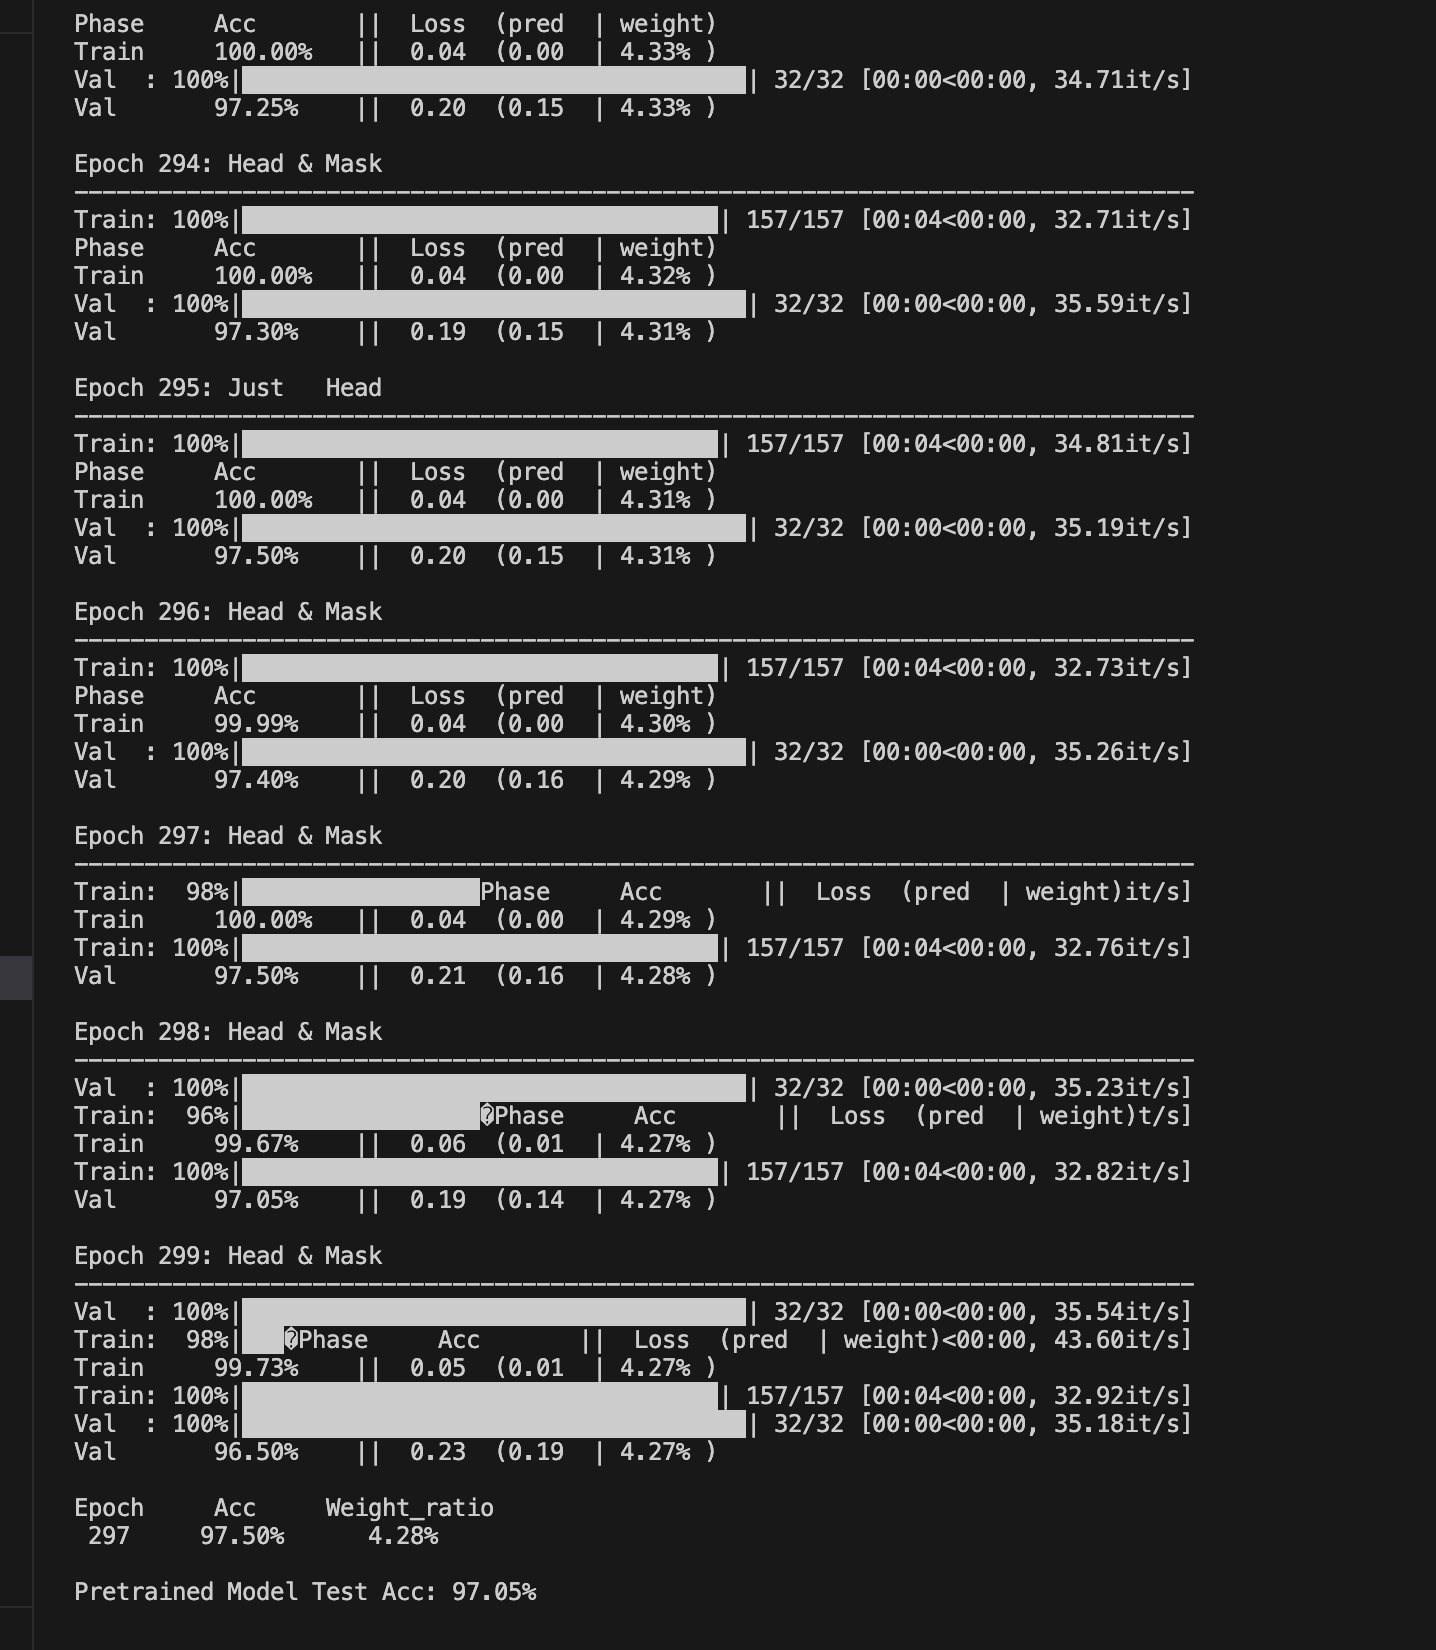 Phase     Acc       ||  Loss  (pred  | weight)
Train     100.00%   ||  0.04  (0.00  | 4.33% )
Val  : 100%|██████████| 32/32 [00:00<00:00, 34.71it/s]
Val       97.25%    ||  0.20  (0.15  | 4.33% )
Epoch 294: Head & Mask
--------------------------------------------------------------------------------
Train: 100%|██████████| 157/157 [00:04<00:00, 32.71it/s]
Phase     Acc       ||  Loss  (pred  | weight)
Train     100.00%   ||  0.04  (0.00  | 4.32% )
Val  : 100%|██████████| 32/32 [00:00<00:00, 35.59it/s]
Val       97.30%    ||  0.19  (0.15  | 4.31% )
Epoch 295: Just   Head
--------------------------------------------------------------------------------
Train: 100%|██████████| 157/157 [00:04<00:00, 34.81it/s]
Phase     Acc       ||  Loss  (pred  | weight)
Train     100.00%   ||  0.04  (0.00  | 4.31% )
Val  : 100%|██████████| 32/32 [00:00<00:00, 35.19it/s]
Val       97.50%    ||  0.20  (0.15  | 4.31% )
Epoch 296: Head & Mask
--------------------------------------------------------------------------------
Train: 100%|██████████| 157/157 [00:04<00:00, 32.73it/s]
Phase     Acc       ||  Loss  (pred  | weight)
Train     99.99%    ||  0.04  (0.00  | 4.30% )
Val  : 100%|██████████| 32/32 [00:00<00:00, 35.26it/s]
Val       97.40%    ||  0.20  (0.16  | 4.29% )
Epoch 297: Head & Mask
--------------------------------------------------------------------------------
Train:  98%|█████Phase     Acc       ||  Loss  (pred  | weight)it/s]
Train     100.00%   ||  0.04  (0.00  | 4.29% )
Train: 100%|██████████| 157/157 [00:04<00:00, 32.76it/s]
Val       97.50%    ||  0.21  (0.16  | 4.28% )
Epoch 298: Head & Mask
--------------------------------------------------------------------------------
Val  : 100%|██████████| 32/32 [00:00<00:00, 35.23it/s]
Train:  96%|█████�Phase     Acc       ||  Loss  (pred  | weight)t/s]
Train     99.67%    ||  0.06  (0.01  | 4.27% )
Train: 100%|██████████| 157/157 [00:04<00:00, 32.82it/s]
Val       97.05%    ||  0.19  (0.14  | 4.27% )
Epoch 299: Head & Mask
--------------------------------------------------------------------------------
Val  : 100%|██████████| 32/32 [00:00<00:00, 35.54it/s]
Train:  98%|███�Phase     Acc       ||  Loss  (pred  | weight)<00:00, 43.60it/s]
Train     99.73%    ||  0.05  (0.01  | 4.27% )
Train: 100%|██████████| 157/157 [00:04<00:00, 32.92it/s]
Val  : 100%|██████████| 32/32 [00:00<00:00, 35.18it/s]
Val       96.50%    ||  0.23  (0.19  | 4.27% )
Epoch     Acc     Weight_ratio
 297     97.50%      4.28%
Pretrained Model Test Acc: 97.05%